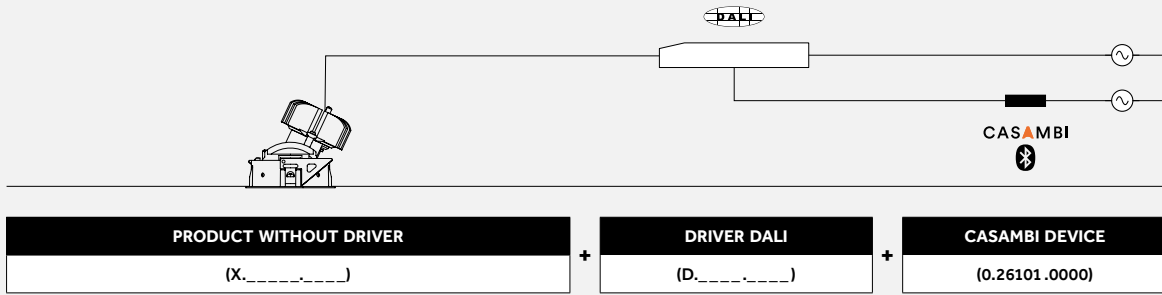 DALI
CASAMBI
PRODUCT WITHOUT DRIVER + DRIVER DALI + CASAMBI DEVICE
(X._____.____) (D.____.____) (0.26101.0000)